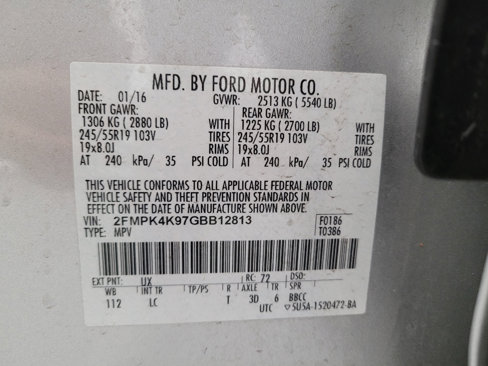 MFD. BY FORD MOTOR CO.
DATE: 01/16 GVWR: 2513 KG ( 5540 LB)
FRONT GAWR: REAR GAWR:
1306 KG ( 2880 LB) WITH 1225 KG ( 2700 LB) WITH
245/55R19 103V TIRES 245/55R19 103V TIRES
19x8.0J RIMS 19x8.0J RIMS
AT 240 kPa/ 35 PSI COLD AT 240 kPa/ 35 PSI COLD
THIS VEHICLE CONFORMS TO ALL APPLICABLE FEDERAL MOTOR
VEHICLE SAFETY AND THEFT PREVENTION STANDARDS IN
EFFECT ON THE DATE OF MANUFACTURE SHOWN ABOVE.
VIN: 2FMPK4K97GBB12813 F0186
TYPE: MPV T0386
EXT PNT: UX RC: 72 DSO:
WB INT TR TP/PS R AXLE TR SPR
112 LC T 3D 6 BBCC
UTC ▽5USA-1520472-BA